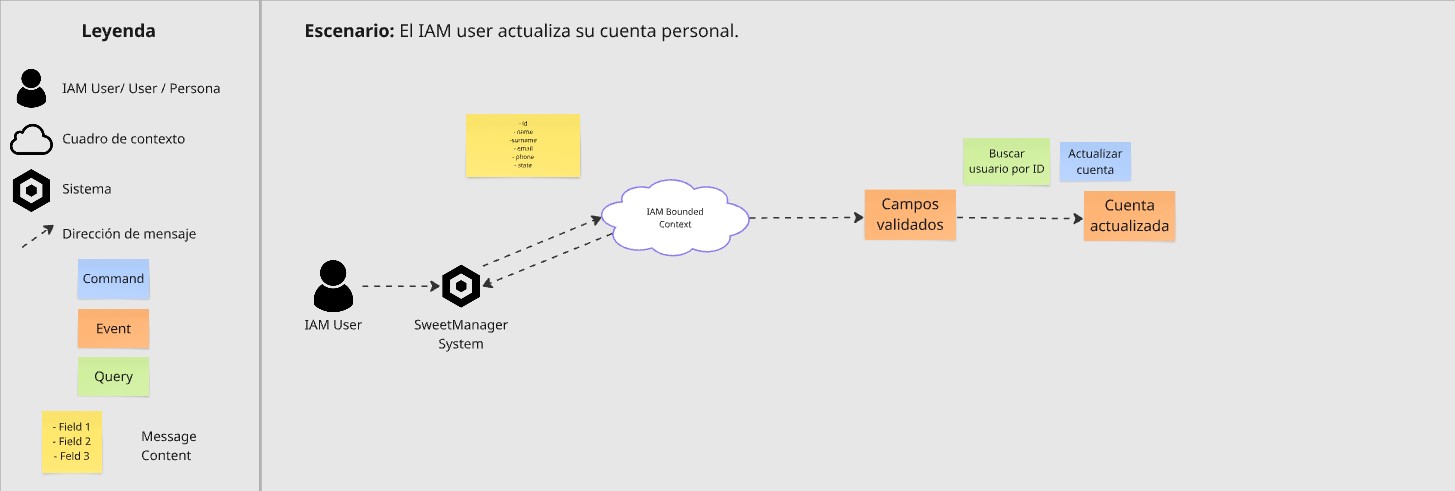 Leyenda
IAM User/ User / Persona
Cuadro de contexto
Sistema
Dirección de mensaje
Command
Event
Query
- Field 1
- Field 2
- Feld 3
Message
Content
Escenario: El IAM user actualiza su cuenta personal.
- id
- name
-surname
- email
- phone
- state
IAM User
SweetManager
System
IAM Bounded
Context
Campos
validados
Buscar
usuario por ID
Actualizar
cuenta
Cuenta
actualizada